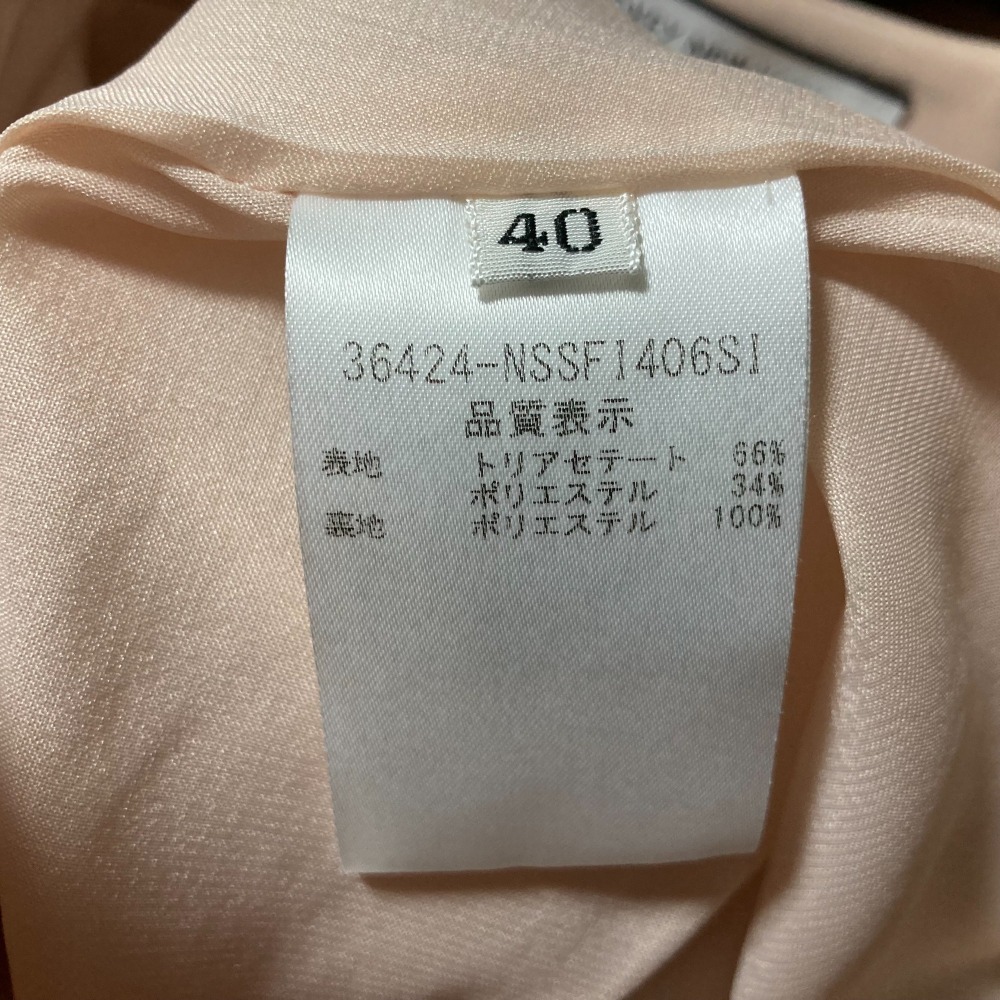 40
36424-NSSFI406SI
品質表示
表地 トリアセテート 66%
ポリエステル 34%
裏地 ポリエステル 100%